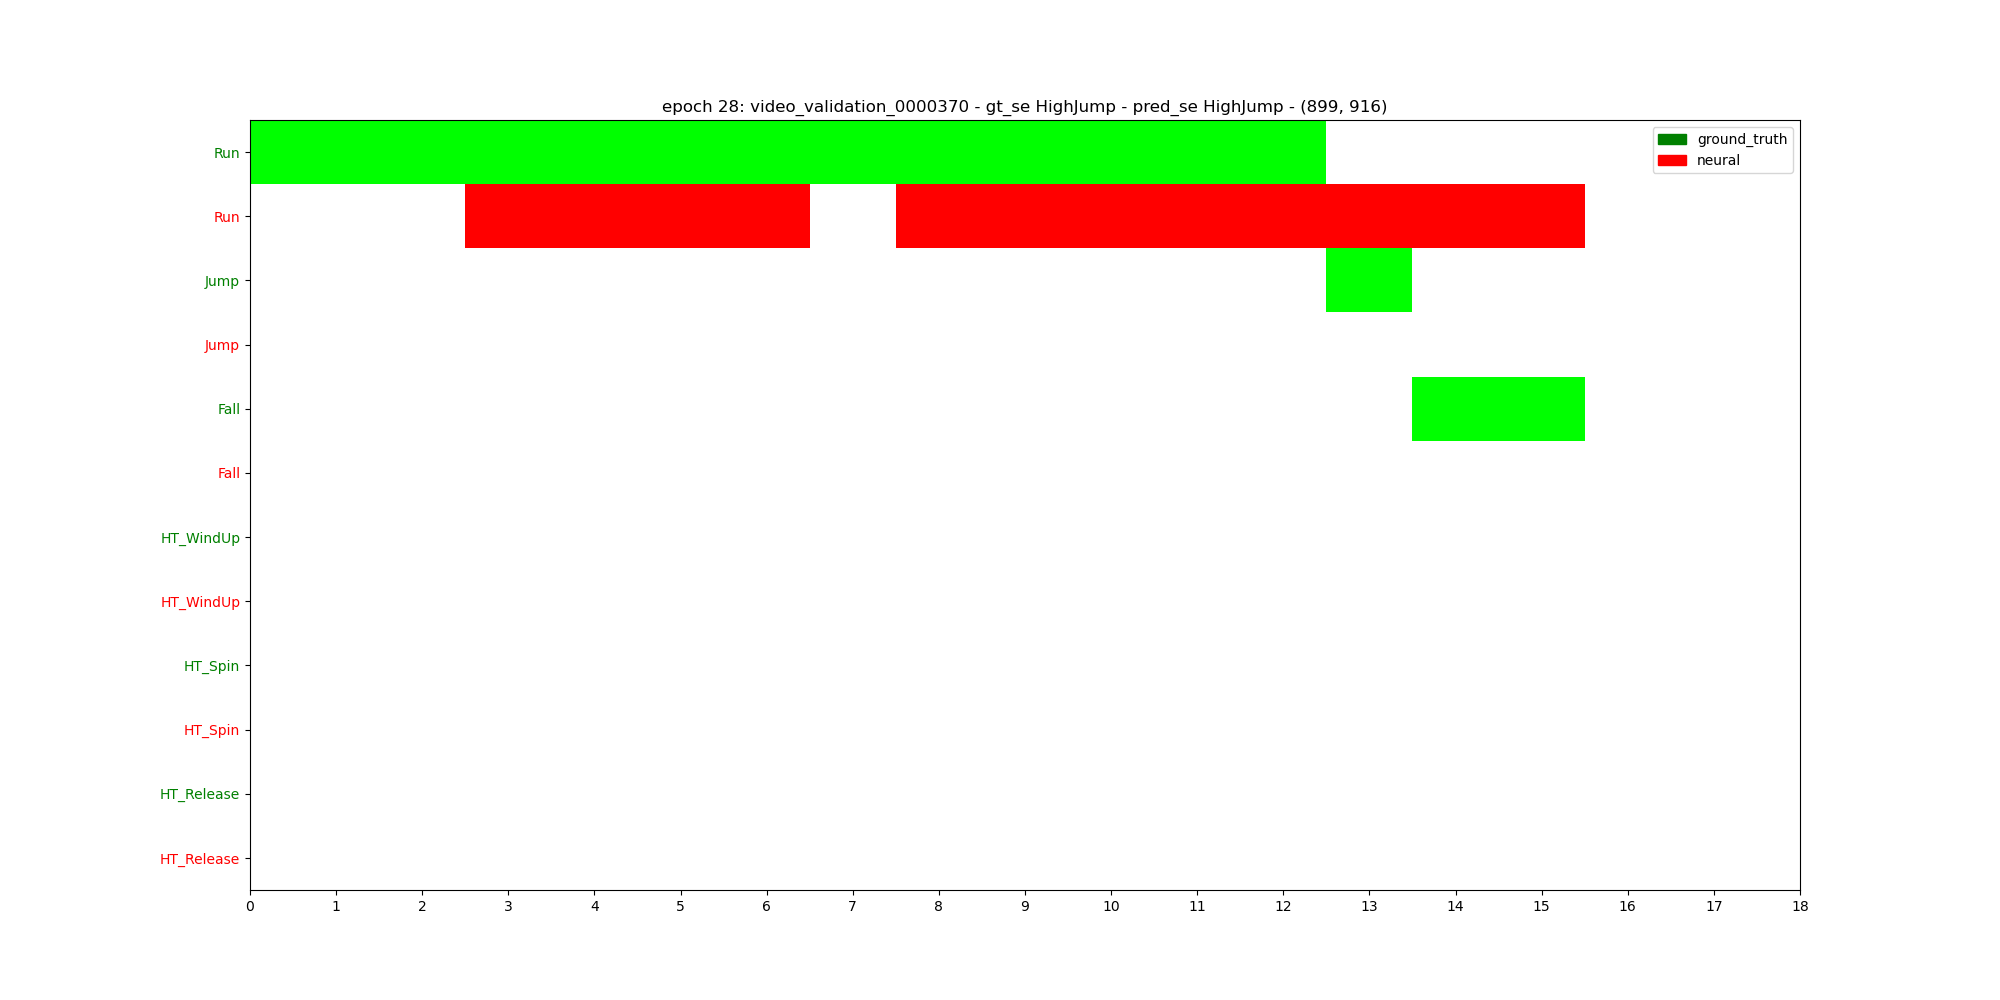 epoch 28: video_validation_0000370 - gt_se HighJump - pred_se HighJump - (899, 916)
ground_truth
neural
Run
Run
Jump
Jump
Fall
Fall
HT_WindUp
HT_WindUp
HT_Spin
HT_Spin
HT_Release
HT_Release
0 1 2 3 4 5 6 7 8 9 10 11 12 13 14 15 16 17 18